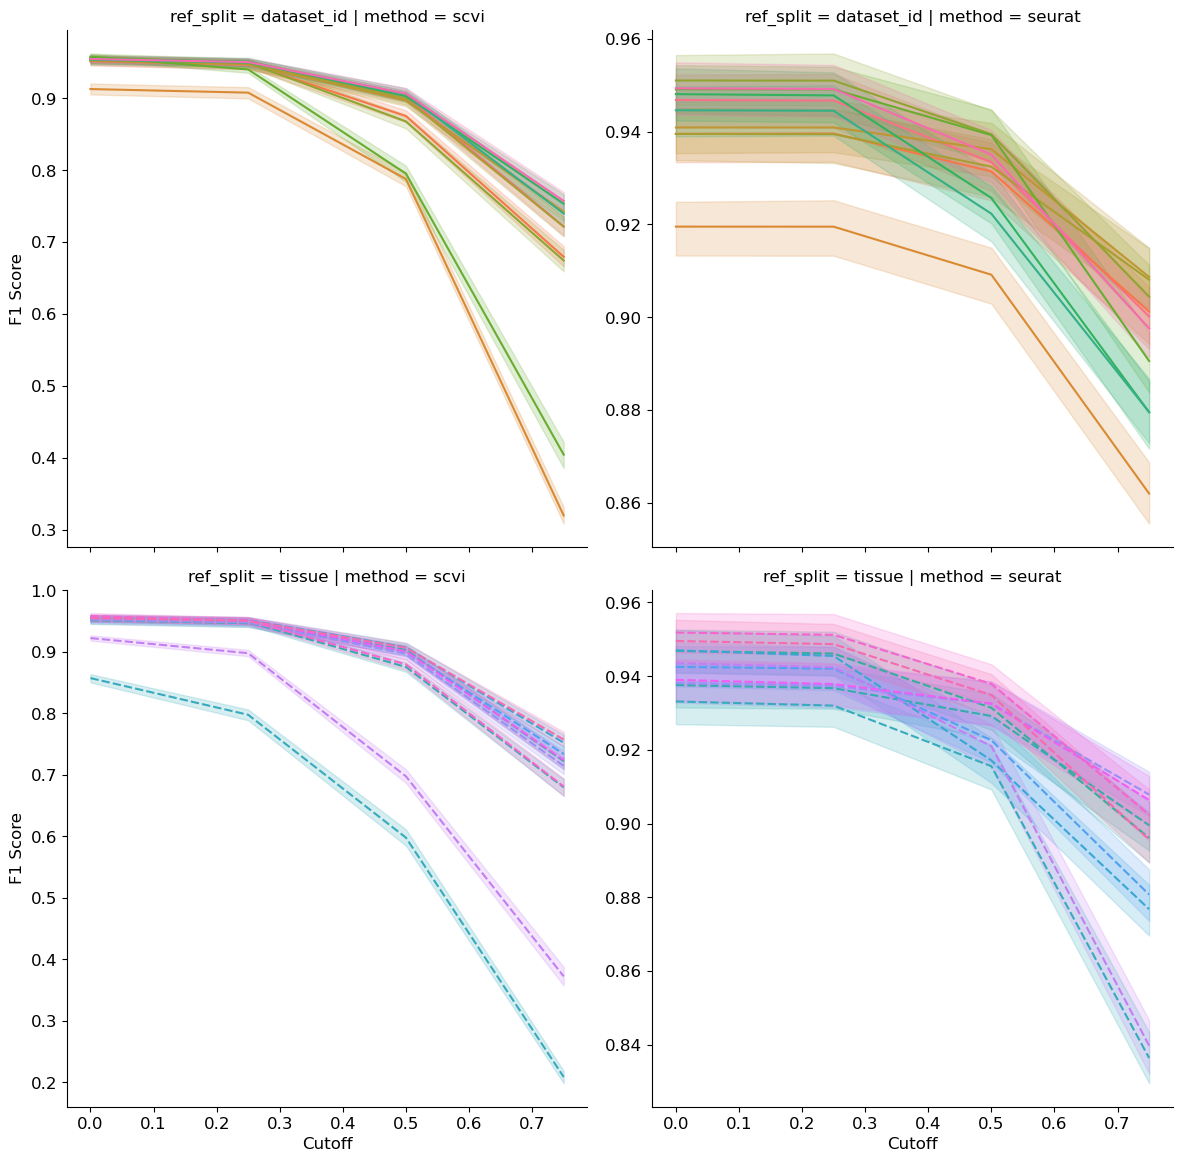 ref_split = dataset_id | method = scvi
ref_split = dataset_id | method = seurat
F1 Score
0.9
0.8
0.7
0.6
0.5
0.4
0.3
0.96
0.94
0.92
0.90
0.88
0.86
ref_split = tissue | method = scvi
ref_split = tissue | method = seurat
F1 Score
1.0
0.9
0.8
0.7
0.6
0.5
0.4
0.3
0.2
0.96
0.94
0.92
0.90
0.88
0.86
0.84
0.0 0.1 0.2 0.3 0.4 0.5 0.6 0.7
0.0 0.1 0.2 0.3 0.4 0.5 0.6 0.7
Cutoff
Cutoff